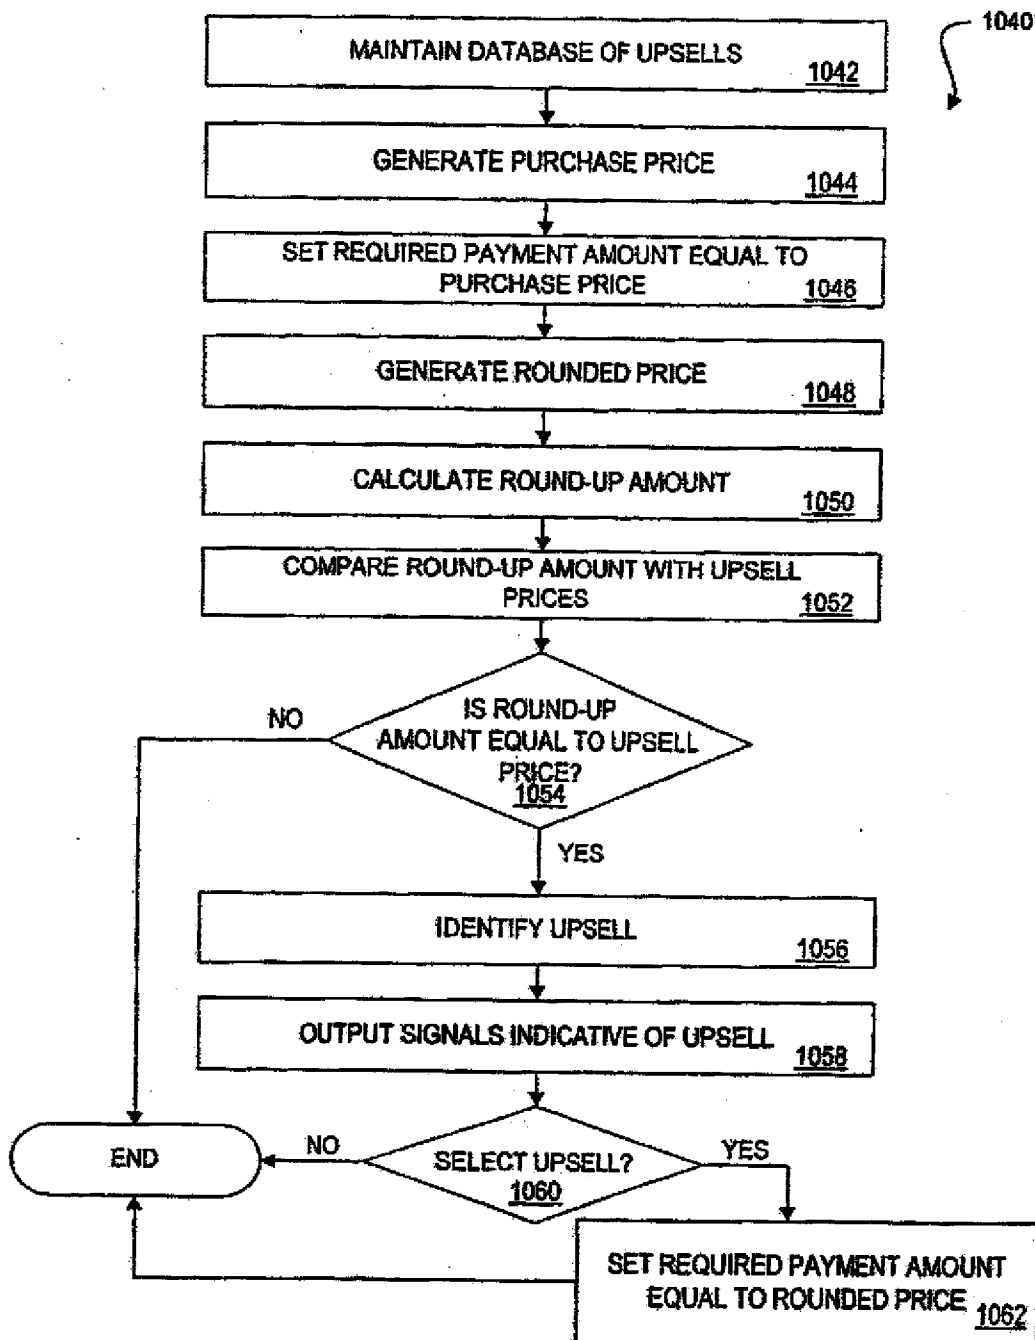 1040
MAINTAIN DATABASE OF UPSELLS
1042
GENERATE PURCHASE PRICE
1044
SET REQUIRED PAYMENT AMOUNT EQUAL TO
PURCHASE PRICE
1046
GENERATE ROUNDED PRICE
1048
CALCULATE ROUND-UP AMOUNT
1050
COMPARE ROUND-UP AMOUNT WITH UPSELL
PRICES
1052
NO
IS ROUND-UP
AMOUNT EQUAL TO UPSELL
PRICE?
1054
YES
IDENTIFY UPSELL
1056
OUTPUT SIGNALS INDICATIVE OF UPSELL
1058
END
NO
SELECT UPSELL?
1060
YES
SET REQUIRED PAYMENT AMOUNT
EQUAL TO ROUNDED PRICE
1062